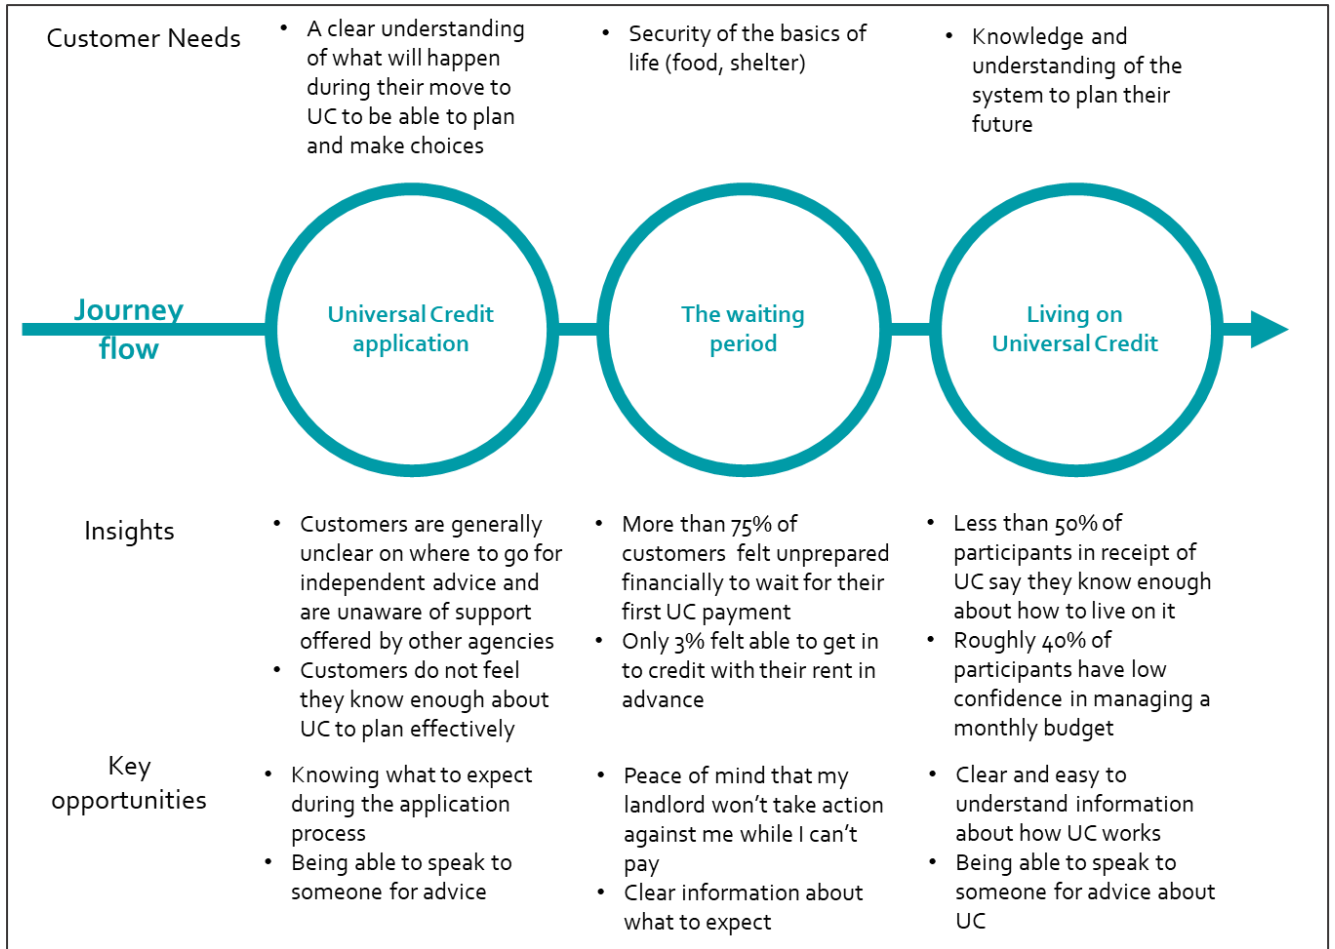 Customer Needs
• A clear understanding
of what will happen
during their move to
UC to be able to plan
and make choices
• Security of the basics of
life (food, shelter)
• Knowledge and
understanding of the
system to plan their
future
Journey
flow
Universal Credit
application
The waiting
period
Living on
Universal Credit
Insights
• Customers are generally
unclear on where to go for
independent advice and
are unaware of support
offered by other agencies
• Customers do not feel
they know enough about
UC to plan effectively
• More than 75% of
customers felt unprepared
financially to wait for their
first UC payment
• Only 3% felt able to get in
to credit with their rent in
advance
• Less than 50% of
participants in receipt of
UC say they know enough
about how to live on it
• Roughly 40% of
participants have low
confidence in managing a
monthly budget
Key
opportunities
• Knowing what to expect
during the application
process
• Being able to speak to
someone for advice
• Peace of mind that my
landlord won't take action
against me while I can't
pay
• Clear information about
what to expect
• Clear and easy to
understand information
about how UC works
• Being able to speak to
someone for advice about
UC